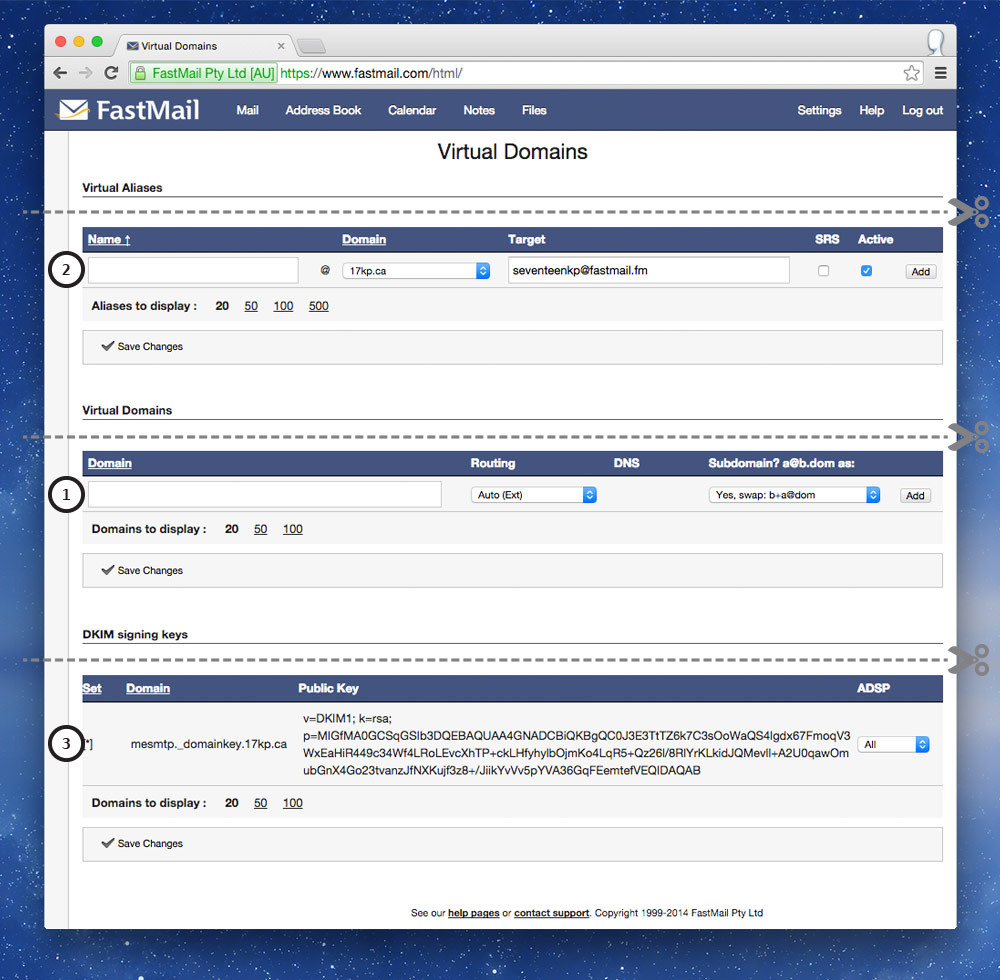 Virtual Domains
FastMail Pty Ltd [AU] https://www.fastmail.com/html/
FastMail Mail Address Book Calendar Notes Files Settings Help Log out
Virtual Domains
Virtual Aliases
Name ↑ Domain Target SRS Active
2 @ 17kp.ca seventeenkp@fastmail.fm Add
Aliases to display : 20 50 100 500
Save Changes
Virtual Domains
Domain Routing DNS Subdomain? a@b.dom as:
1 Auto (Ext) Yes, swap: b+a@dom Add
Domains to display : 20 50 100
Save Changes
DKIM signing keys
Set Domain Public Key ADSP
v=DKIM1; k=rsa;
p=MIGfMA0GCSqGSIb3DQEBAQUAA4GNADCBiQKBgQC0J3E3TtTZ6k7C3sOoWaQS4Igdx67FmoqV3
3 [*] mesmtp._domainkey.17kp.ca WxEaHiR449c34Wf4LRoLEvcXhTP+ckLHfyhylbOjmKo4LqR5+Qz26l/8RlYrKLkidJQMevIl+A2U0qawOm All
ubGnX4Go23tvanzJfNXKujf3z8+/JiikYvVv5pYVA36GqFEemtefVEQIDAQAB
Domains to display : 20 50 100
Save Changes
See our help pages or contact support. Copyright 1999-2014 FastMail Pty Ltd